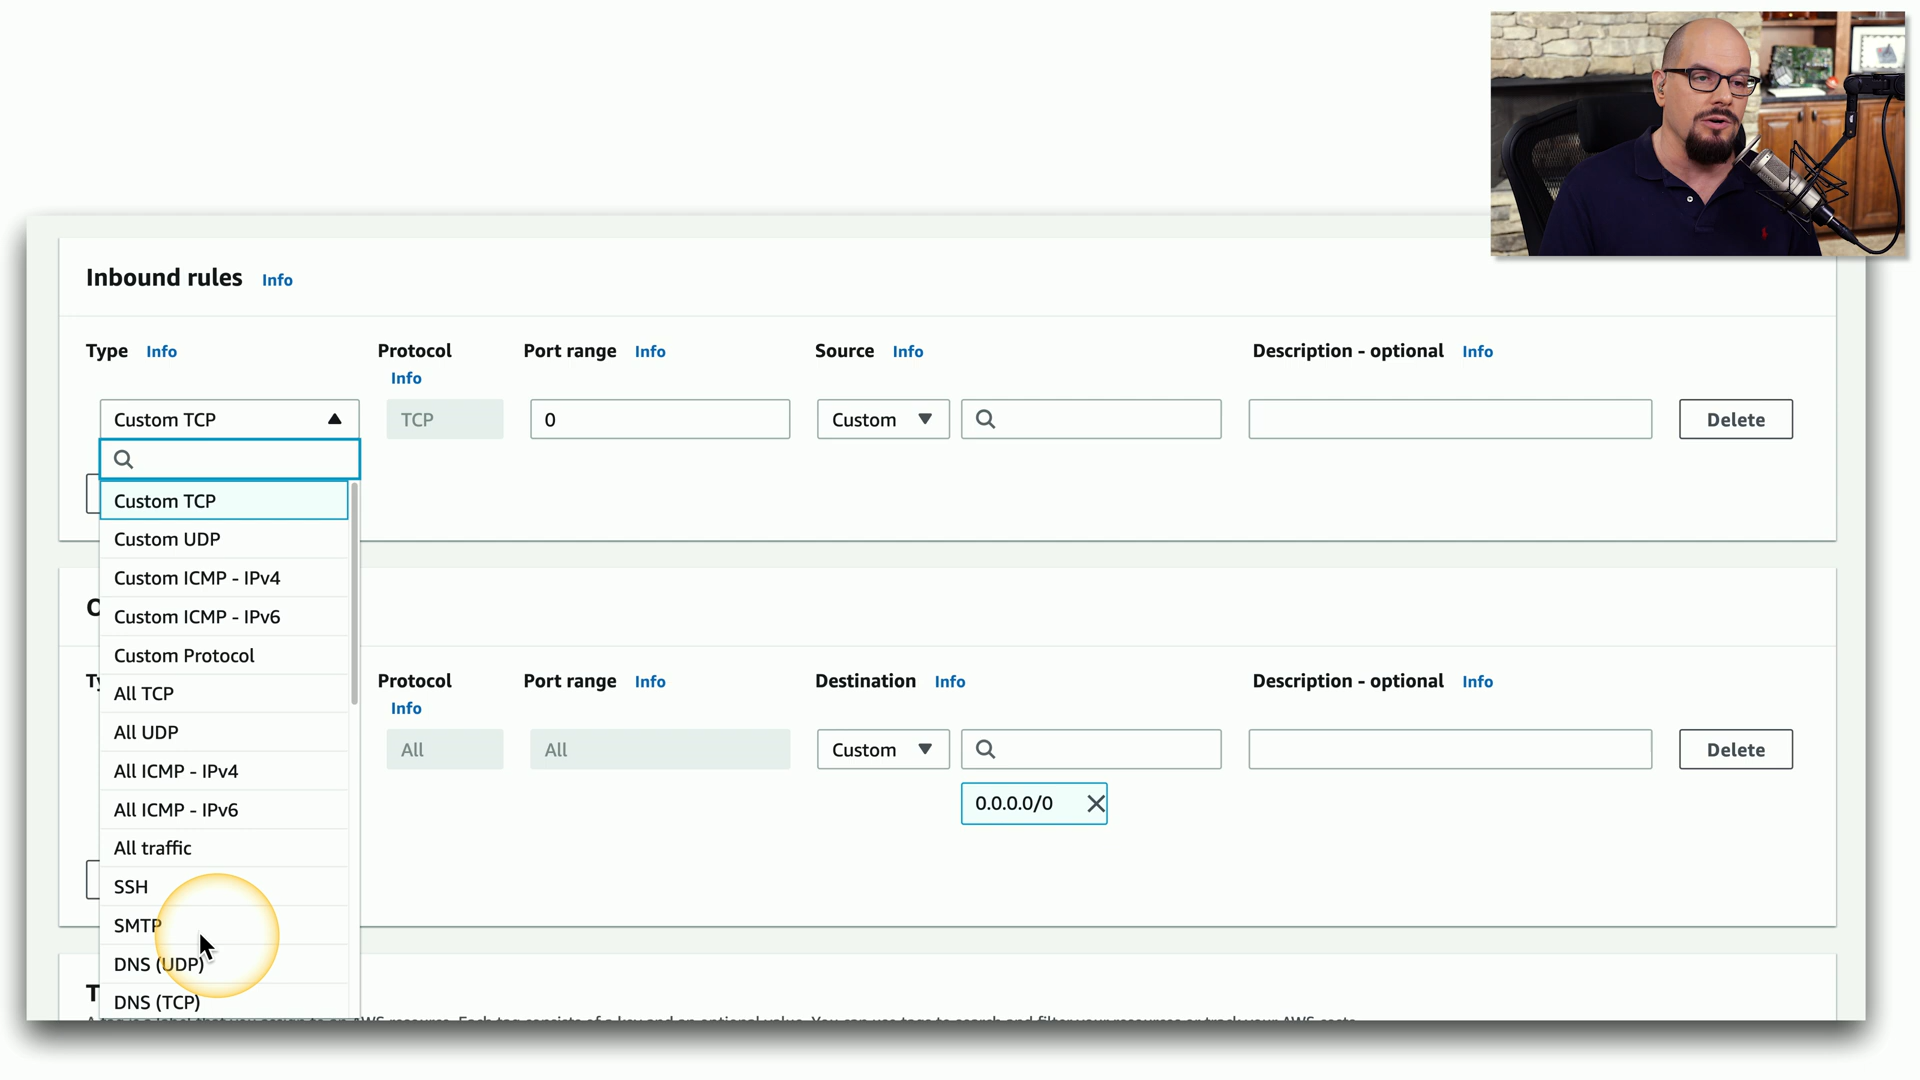 Inbound rules Info
Type Info Protocol Info Port range Info Source Info Description - optional Info
Custom TCP TCP 0 Custom Delete
Custom TCP
Custom UDP
Custom ICMP - IPv4
Custom ICMP - IPv6
Custom Protocol
All TCP
All UDP
All ICMP - IPv4
All ICMP - IPv6
All traffic
SSH
SMTP
DNS (UDP)
DNS (TCP)
Protocol Info Port range Info Destination Info Description - optional Info
All All Custom Delete
0.0.0.0/0